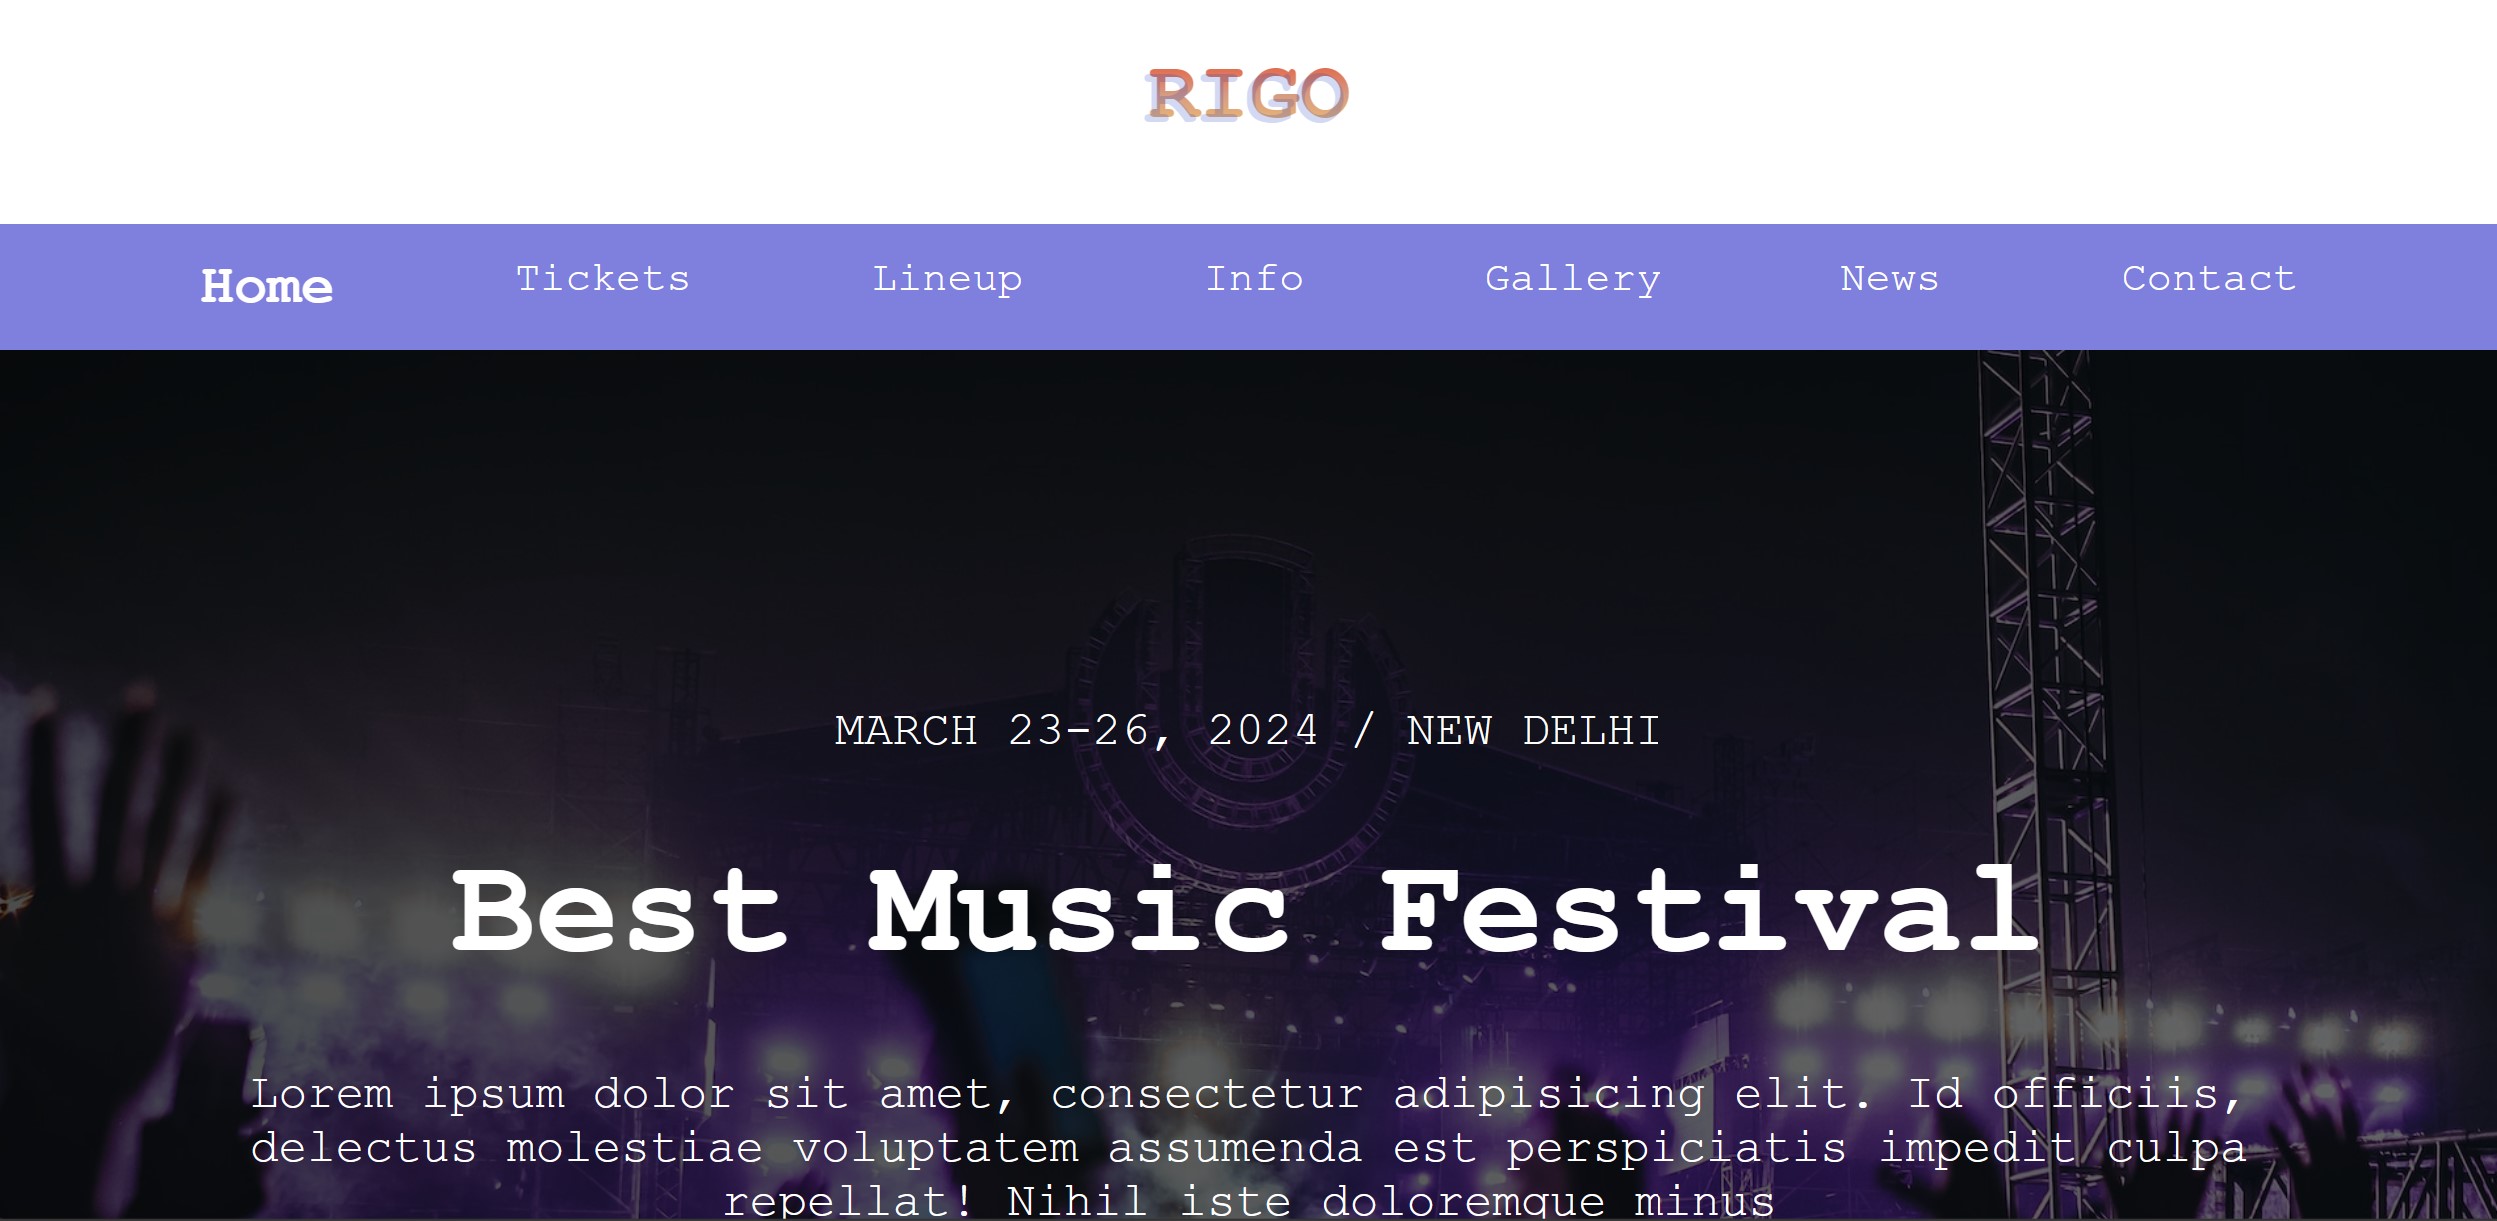 RIGO
Home Tickets Lineup Info Gallery News Contact
MARCH 23-26, 2024 / NEW DELHI
Best Music Festival
Lorem ipsum dolor sit amet, consectetur adipisicing elit. Id officiis,
delectus molestiae voluptatem assumenda est perspiciatis impedit culpa
repellat! Nihil iste doloremque minus